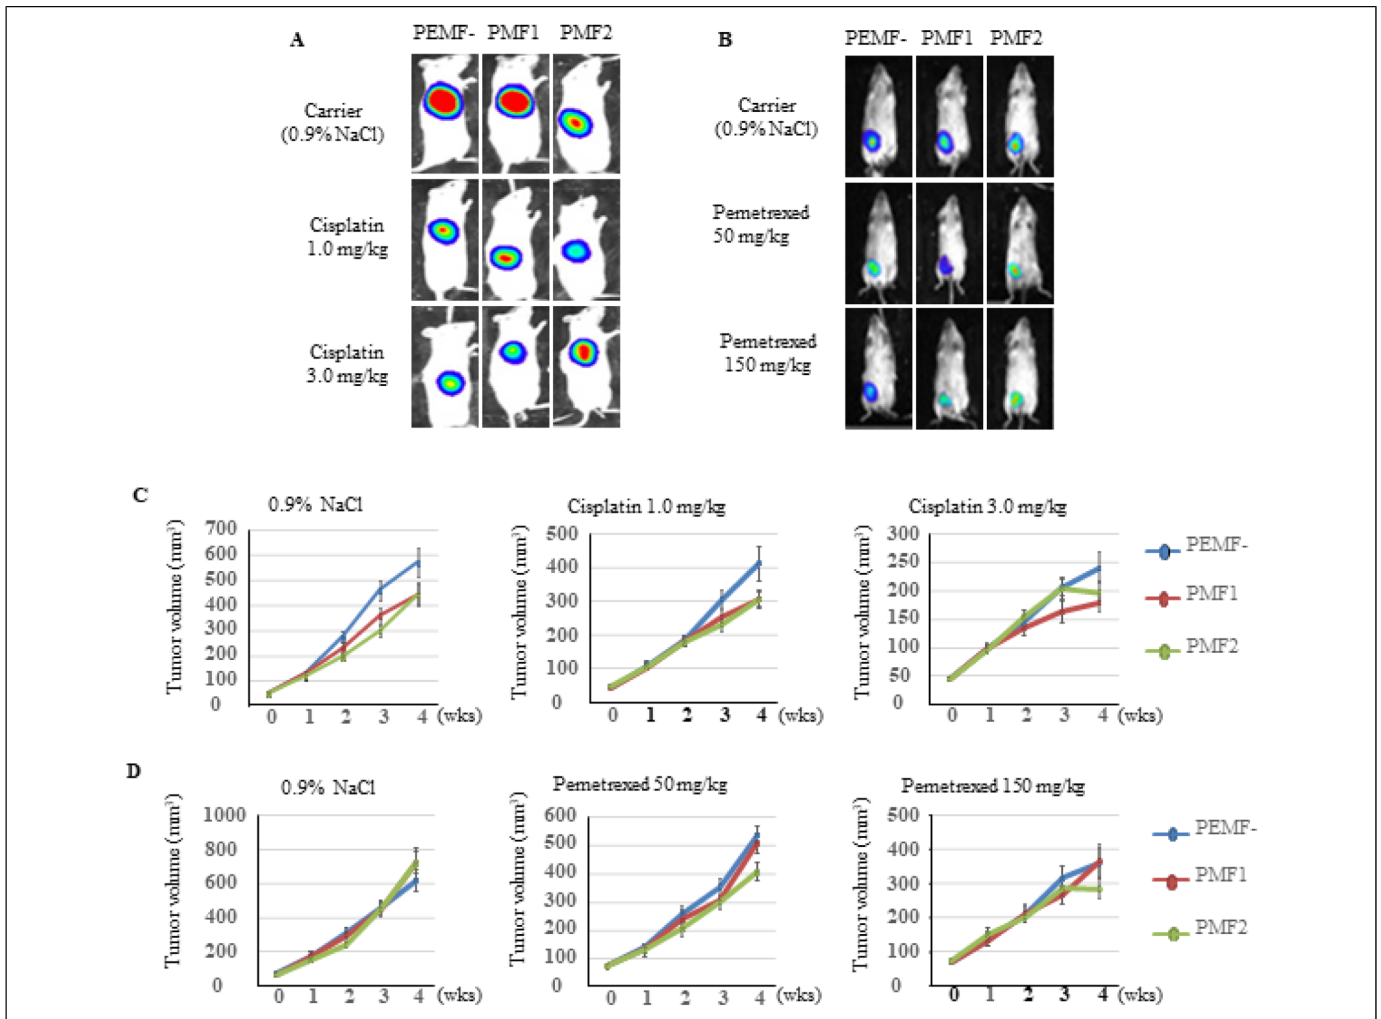 A
PEMF- PMF1 PMF2
Carrier
(0.9% NaCl)
Cisplatin
1.0 mg/kg
Cisplatin
3.0 mg/kg
B
PEMF- PMF1 PMF2
Carrier
(0.9% NaCl)
Pemetrexed
50 mg/kg
Pemetrexed
150 mg/kg
C
0.9% NaCl
Tumor volume (mm³)
700
600
500
400
300
200
100
0
0 1 2 3 4 (wks)
Cisplatin 1.0 mg/kg
Tumor volume (mm³)
500
400
300
200
100
0
0 1 2 3 4 (wks)
Cisplatin 3.0 mg/kg
Tumor volume (mm³)
300
250
200
150
100
50
0
0 1 2 3 4 (wks)
PEMF-
PMF1
PMF2
D
0.9% NaCl
Tumor volume (mm³)
1000
800
600
400
200
0
0 1 2 3 4 (wks)
Pemetrexed 50 mg/kg
Tumor volume (mm³)
600
500
400
300
200
100
0
0 1 2 3 4 (wks)
Pemetrexed 150 mg/kg
Tumor volume (mm³)
500
400
300
200
100
0
0 1 2 3 4 (wks)
PEMF-
PMF1
PMF2